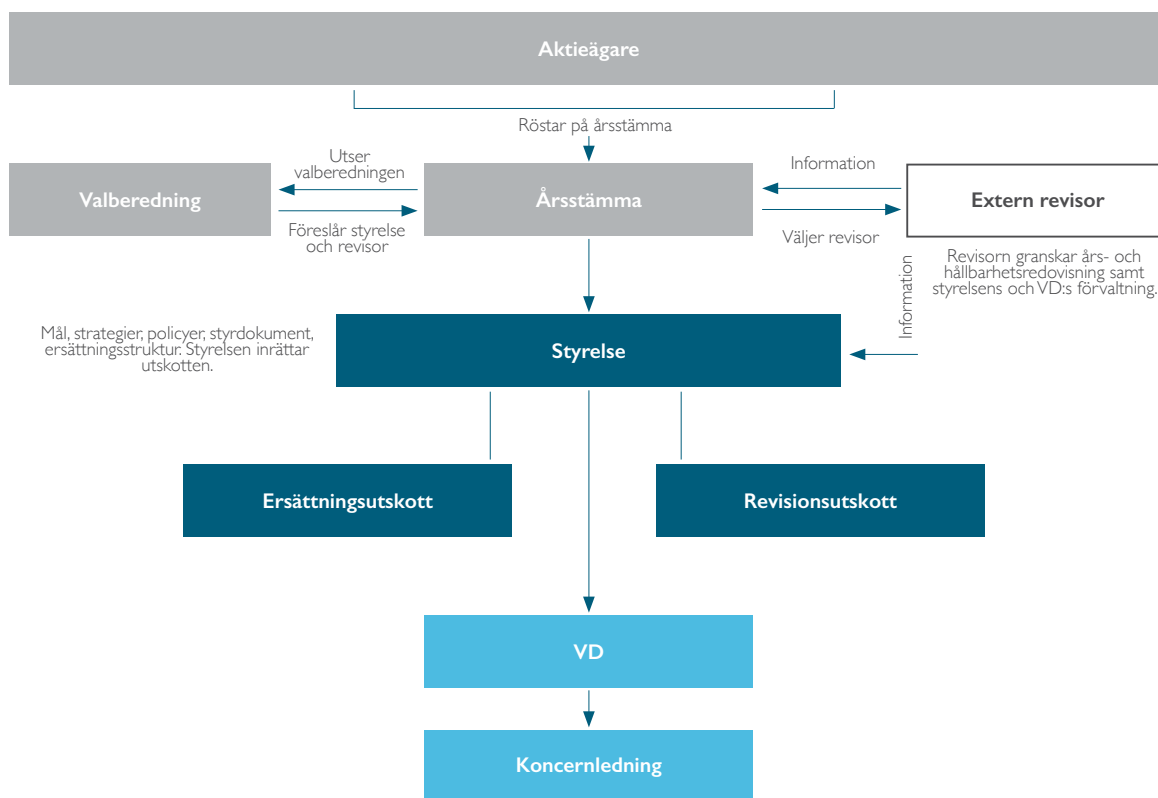 Aktieägare
Röstar på årsstämma
Utser
valberedningen
Information
Valberedning
Årsstämma
Extern revisor
Föreslår styrelse
och revisor
Väljer revisor
Information
Revisorn granskar års- och
hållbarhetsredovisning samt
styrelsens och VD:s förvaltning.
Mål, strategier, policyer, styrdokument,
ersättningsstruktur. Styrelsen inrättar
utskotten.
Styrelse
Ersättningsutskott
Revisionsutskott
VD
Koncernledning